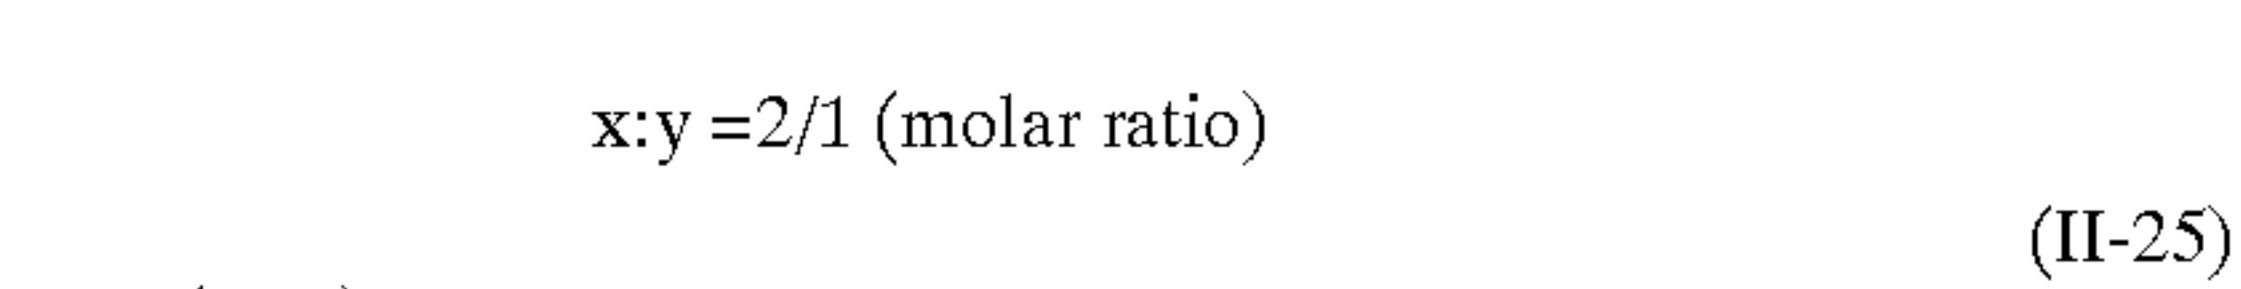 x:y =2/1 (molar ratio)
(II-25)